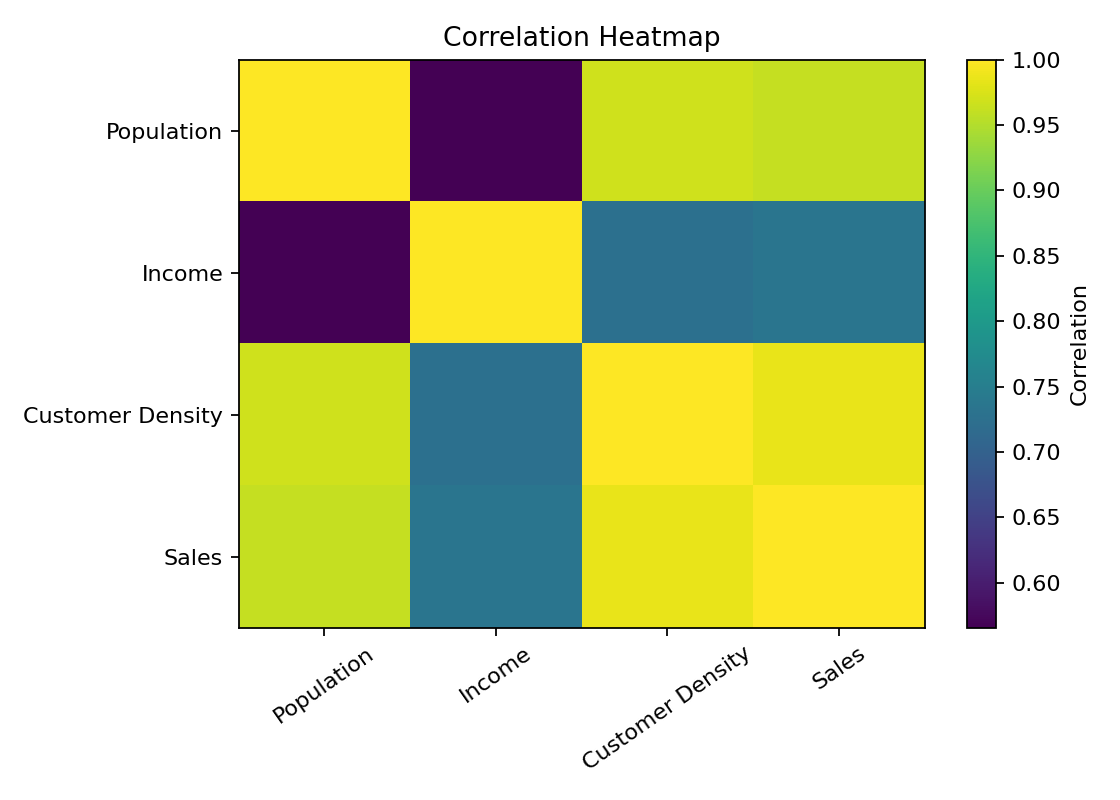 Correlation Heatmap
Population
Income
Customer Density
Sales
Population
Income
Customer Density
Sales
1.00
0.95
0.90
0.85
0.80
0.75
0.70
0.65
0.60
Correlation